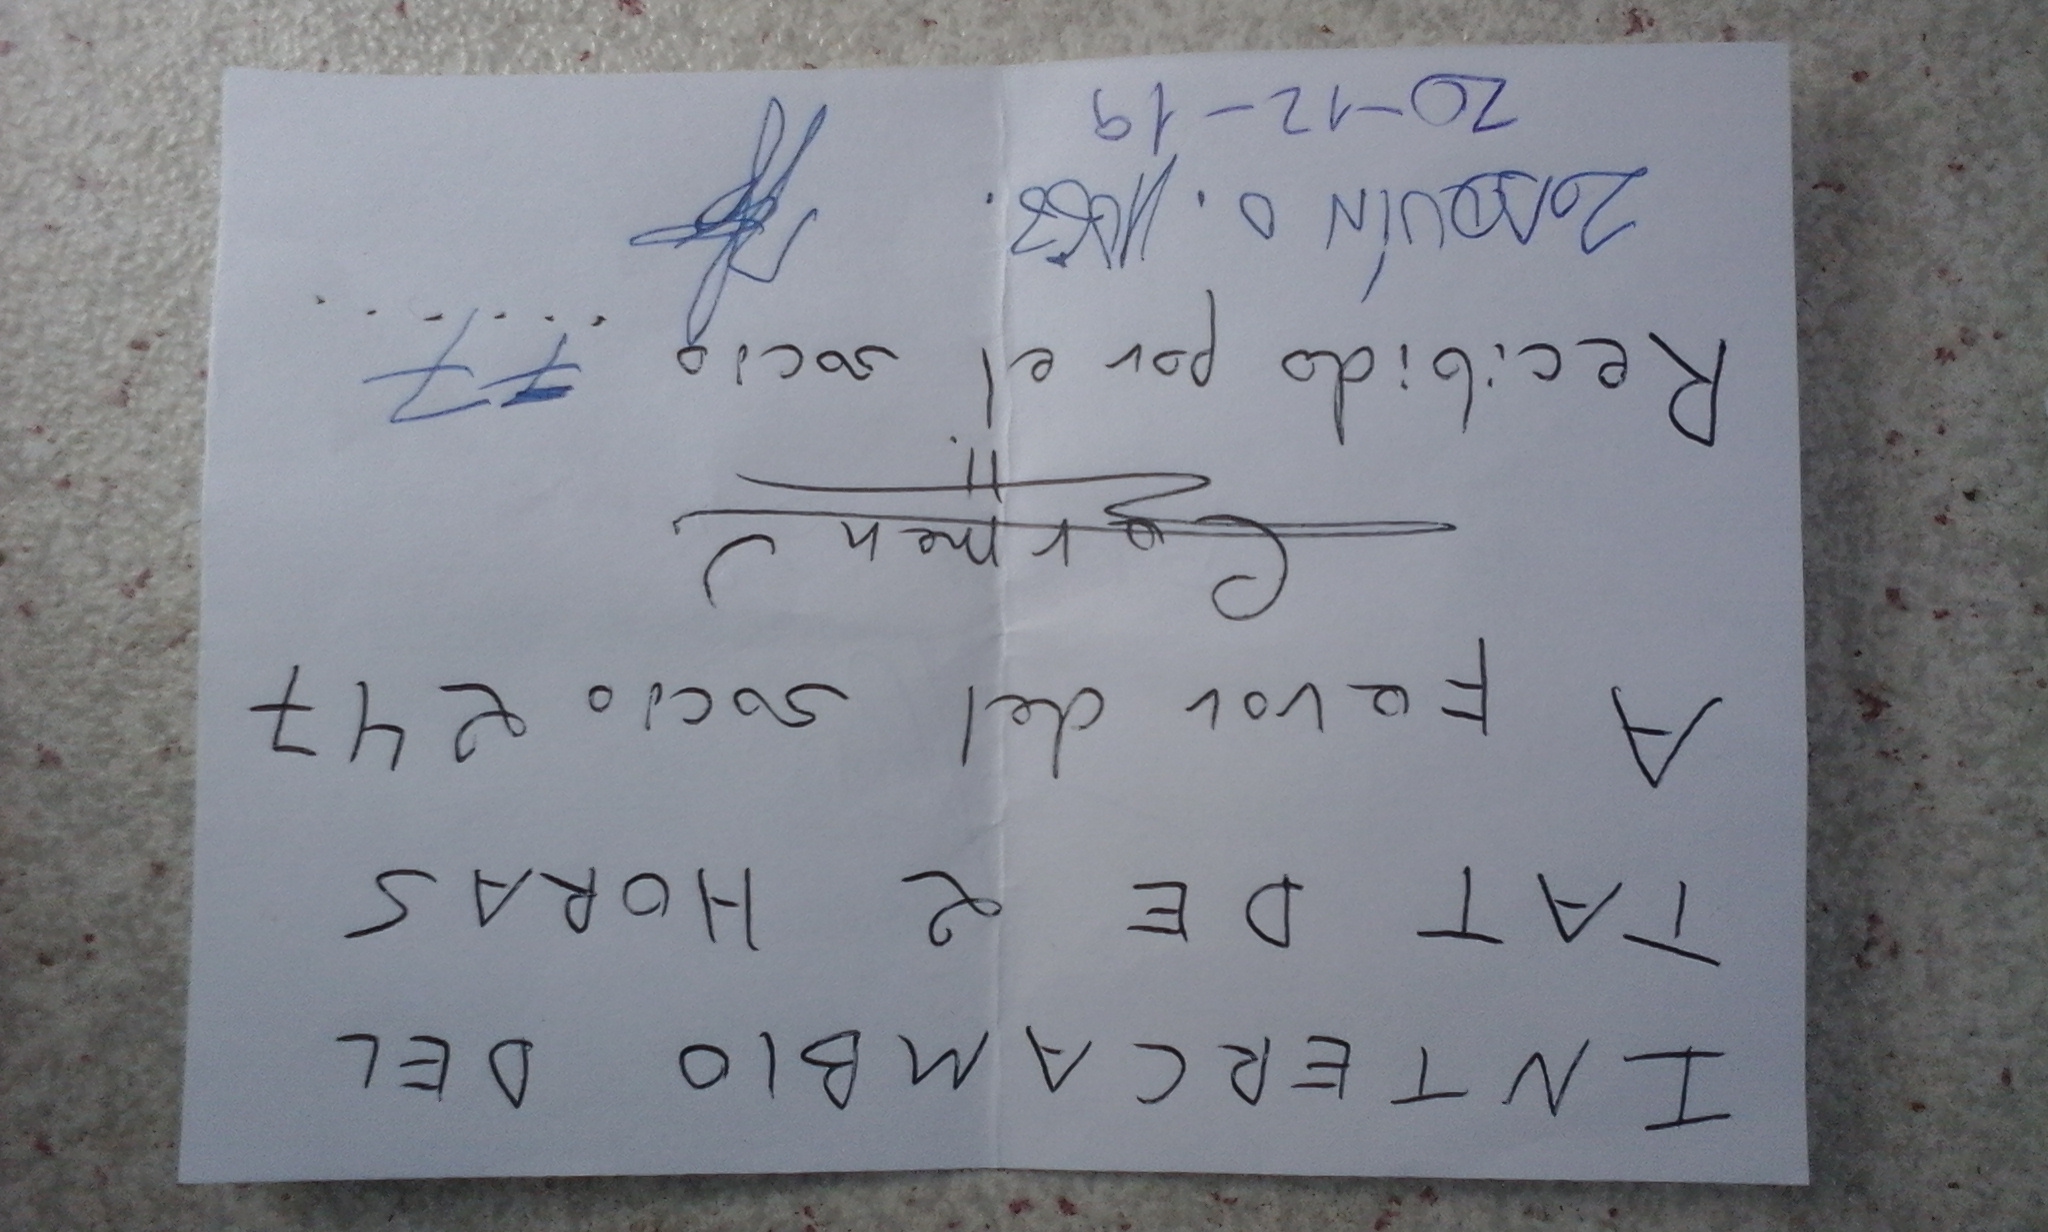 INTERCAMBIO DEL
TAT DE 2 HORAS
A Favor del socio 247
Carmen J.
Recibido por el socio 77
JOAQUÍN O.
20-12-19